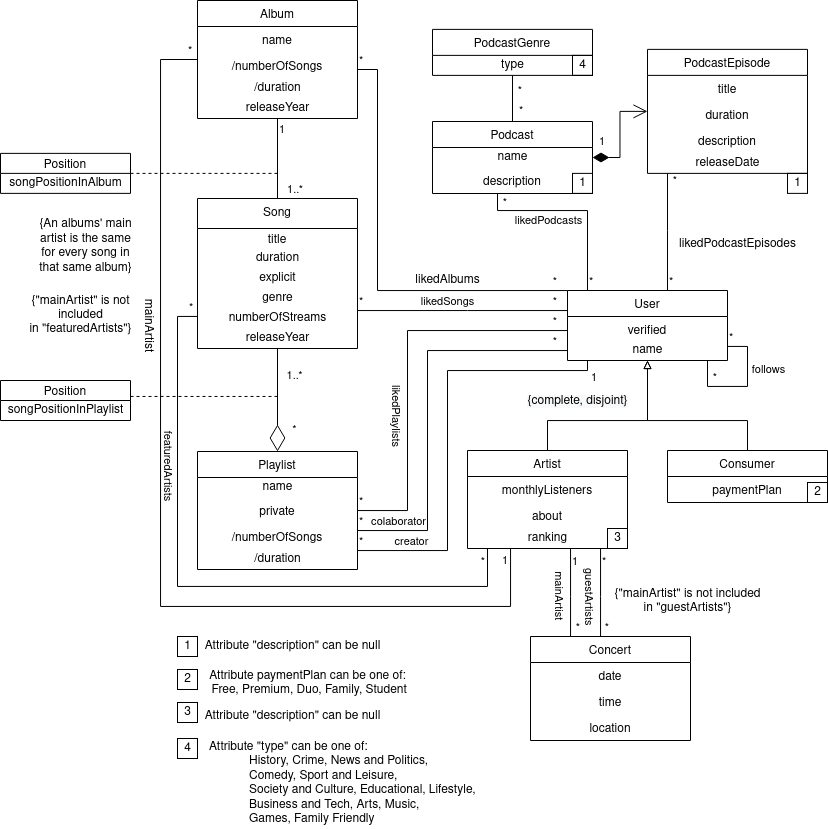 Album
name
/numberOfSongs
/duration
releaseYear
PodcastGenre
type
4
PodcastEpisode
title
duration
description
releaseDate
1
Podcast
name
description
1
*
*
*
*
1
1
1..*
Position
songPositionInAlbum
{An albums' main
artist is the same
for every song in
that same album}
{"mainArtist" is not
included
in "featuredArtists"}
mainArtist
Song
title
duration
explicit
genre
numberOfStreams
releaseYear
*
likedPodcasts
*
likedPodcastEpisodes
likedAlbums
*
*
*
*
likedSongs
*
*
*
*
User
verified
name
*
*
follows
1
{complete, disjoint}
1..*
*
Position
songPositionInPlaylist
featuredArtists
likedPlaylists
Playlist
name
private
/numberOfSongs
/duration
*
*
colaborator
*
creator
Artist
monthlyListeners
about
ranking
3
Consumer
paymentPlan
2
*
1
1
*
mainArtist
guestArtists
*
*
{"mainArtist" is not included
in "guestArtists"}
Concert
date
time
location
1
Attribute "description" can be null
2
Attribute paymentPlan can be one of:
Free, Premium, Duo, Family, Student
3
Attribute "description" can be null
4
Attribute "type" can be one of:
History, Crime, News and Politics,
Comedy, Sport and Leisure,
Society and Culture, Educational, Lifestyle,
Business and Tech, Arts, Music,
Games, Family Friendly